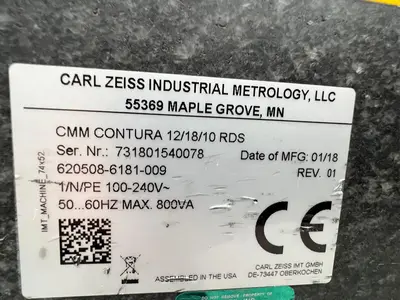 CARL ZEISS INDUSTRIAL METROLOGY, LLC
55369 MAPLE GROVE, MN
CMM CONTURA 12/18/10 RDS
Ser. Nr.: 731801540078
Date of MFG: 01/18
620508-6181-009
REV. 01
1/N/PE 100-240V~
50...60HZ MAX. 800VA
IMT_MACHINE_74x52
CE
ASSEMBLED IN THE USA
CARL ZEISS IMT GMBH
DE-73447 OBERKOCHEN